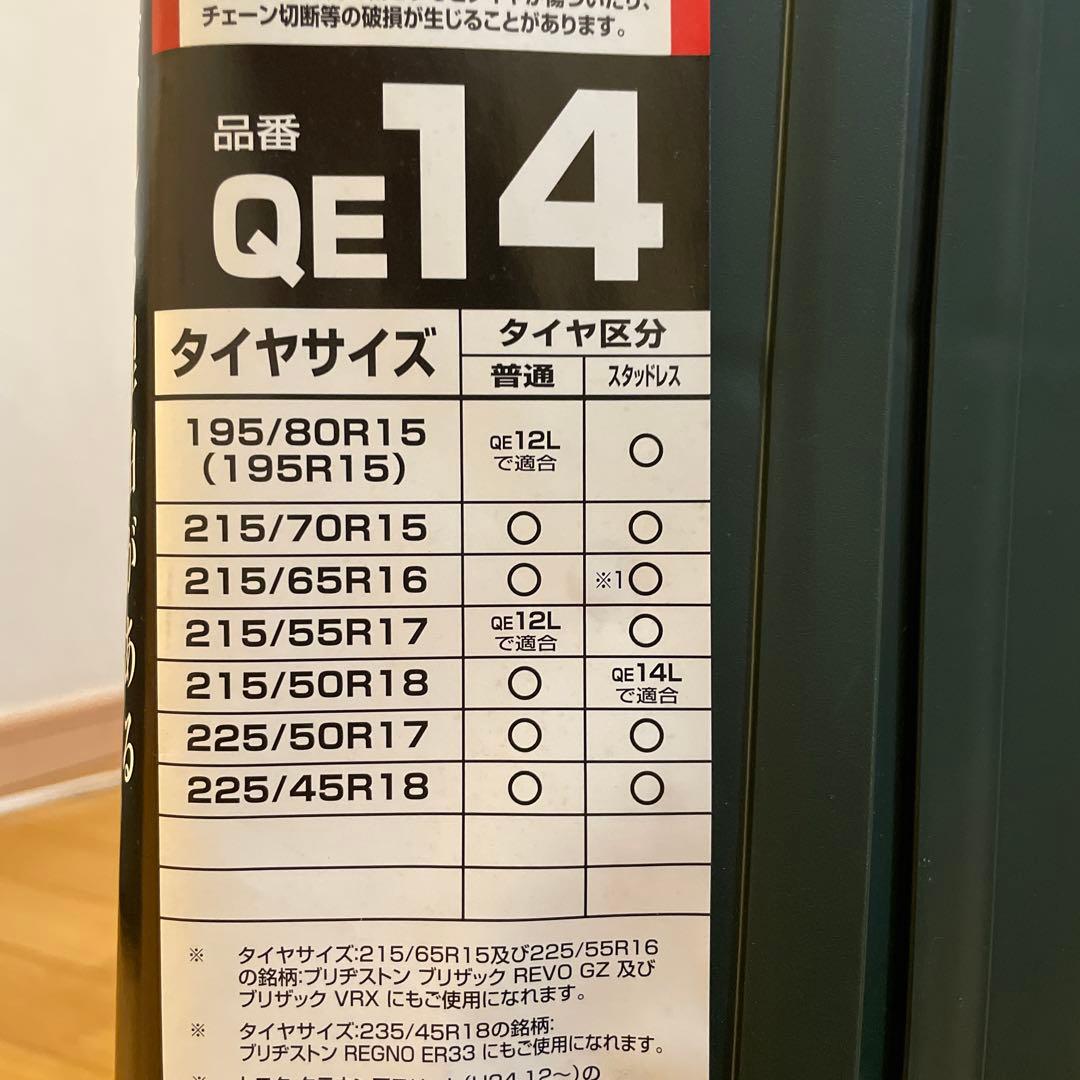 チェーン切断等の破損が生じることがあります。
品番
QE14
タイヤサイズ
タイヤ区分
普通
スタッドレス
195/80R15
(195R15)
QE12L
で適合
○
215/70R15 ○ ○
215/65R16 ○ ※1○
215/55R17
QE12L
で適合
○
215/50R18 ○
QE14L
で適合
225/50R17 ○ ○
225/45R18 ○ ○
※ タイヤサイズ:215/65R15及び225/55R16
の銘柄:ブリヂストン ブリザック REVO GZ 及び
ブリザック VRX にもご使用になれます。
※ タイヤサイズ:235/45R18の銘柄:
ブリヂストン REGNO ER33 にもご使用になれます。